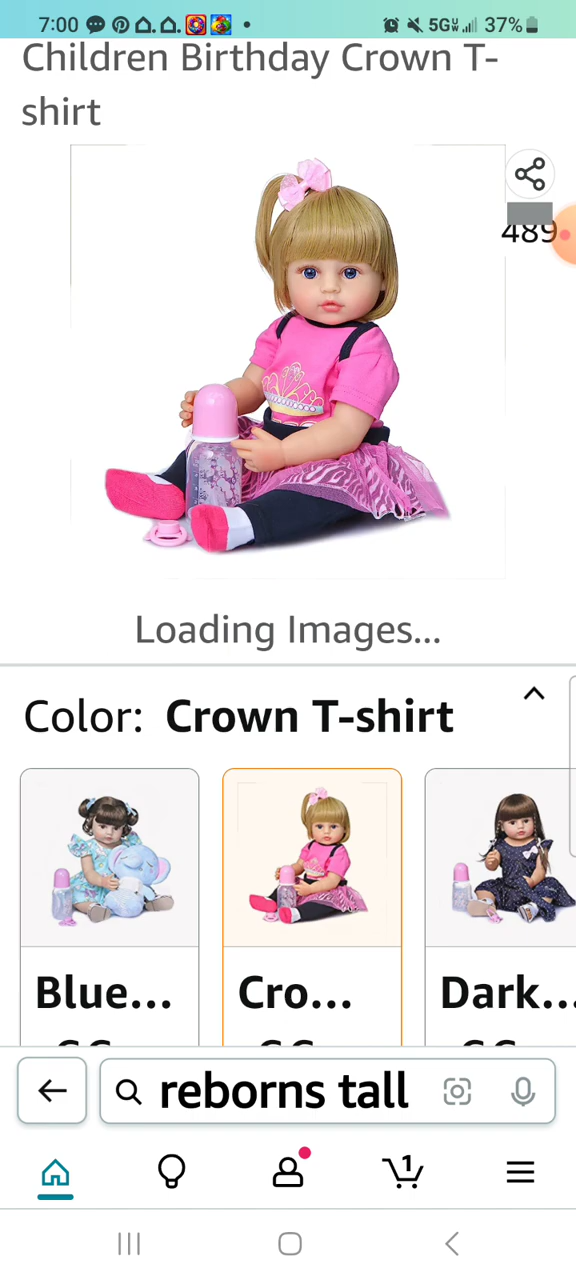 7:00 5G 37%
Children Birthday Crown T-
shirt
489
Loading Images...
Color: Crown T-shirt
Blue... Cro... Dark...
reborns tall
1